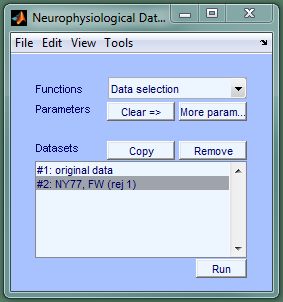 Neurophysiological Dat...
File Edit View Tools
Functions Data selection
Parameters Clear => More param...
Datasets Copy Remove
#1: original data
#2: NY77, FW (rej 1)
Run